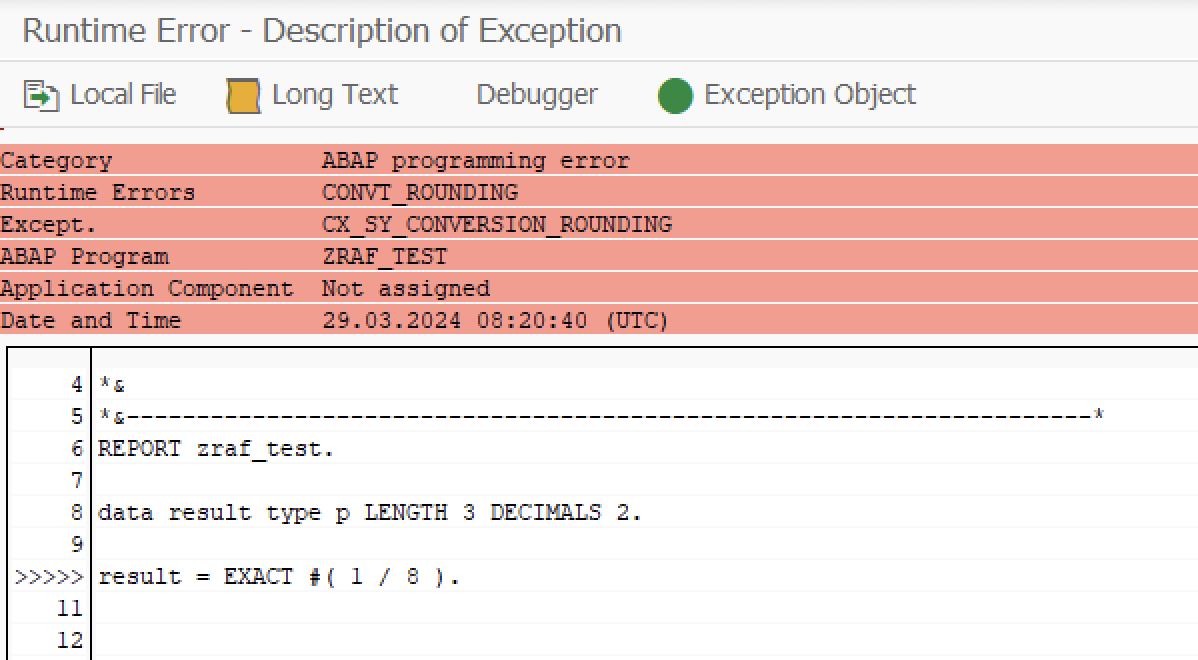 Runtime Error - Description of Exception
Local File Long Text Debugger Exception Object
Category ABAP programming error
Runtime Errors CONVT_ROUNDING
Except. CX_SY_CONVERSION_ROUNDING
ABAP Program ZRAF_TEST
Application Component Not assigned
Date and Time 29.03.2024 08:20:40 (UTC)
4 *&
5 *&---------------------------------------------------------------------*
6 REPORT zraf_test.
7
8 data result type p LENGTH 3 DECIMALS 2.
9
>>>>> result = EXACT #( 1 / 8 ).
11
12